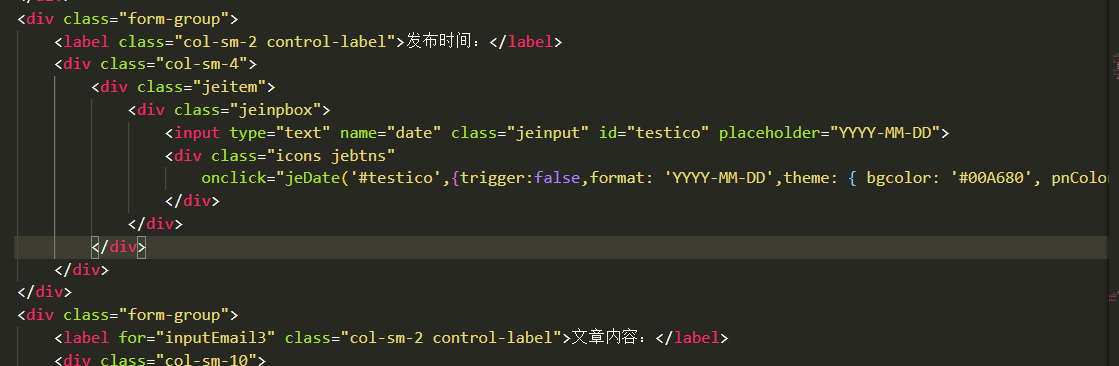 <div class="form-group">
<label class="col-sm-2 control-label">发布时间：</label>
<div class="col-sm-4">
<div class="jeitem">
<div class="jeinpbox">
<input type="text" name="date" class="jeinput" id="testico" placeholder="YYYY-MM-DD">
<div class="icons jebtns"
onclick="jeDate('#testico',{trigger:false,format: 'YYYY-MM-DD',theme: { bgcolor: '#00A680', pnColor
</div>
</div>
</div>
</div>
</div>
<div class="form-group">
<label for="inputEmail3" class="col-sm-2 control-label">文章内容：</label>
<div class="col-sm-10">